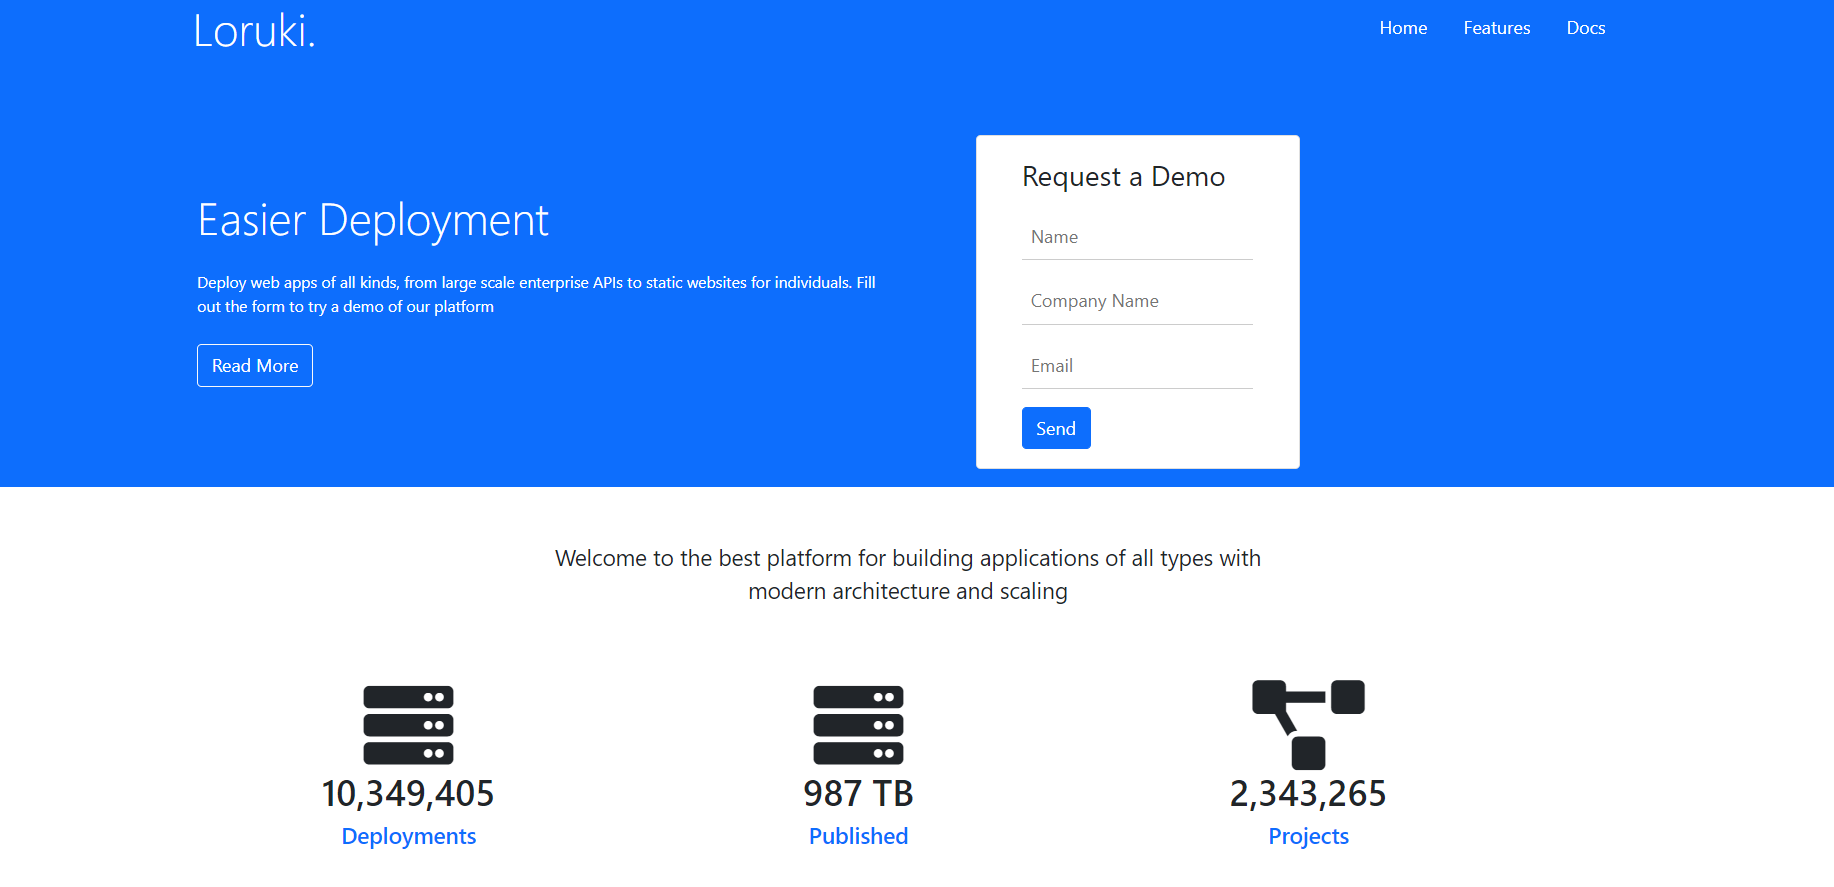 Loruki.
Home Features Docs
Easier Deployment
Deploy web apps of all kinds, from large scale enterprise APIs to static websites for individuals. Fill
out the form to try a demo of our platform
Read More
Request a Demo
Name
Company Name
Email
Send
Welcome to the best platform for building applications of all types with
modern architecture and scaling
10,349,405
Deployments
987 TB
Published
2,343,265
Projects